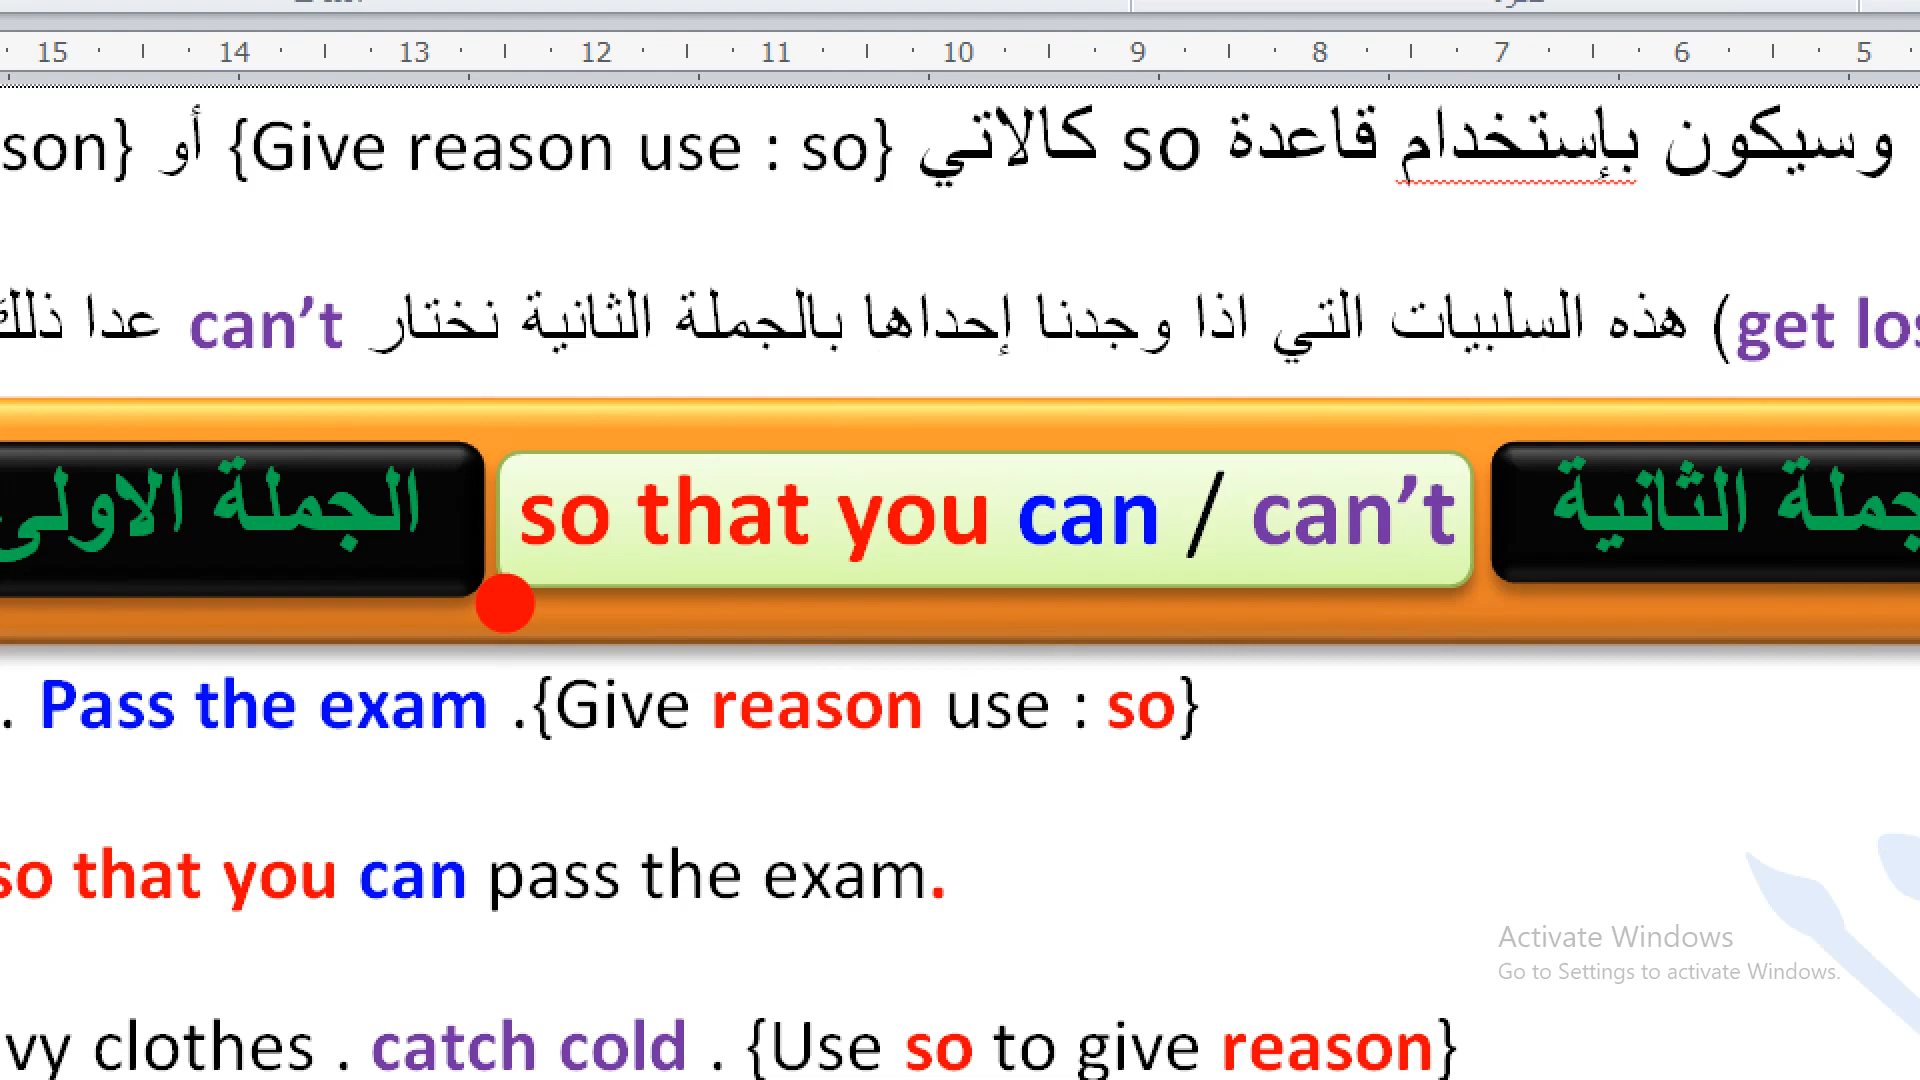 15 14 13 12 11 10 9 8 7 6 5
وسيكون بإستخدام قاعدة so كالاتي {Give reason use : so} أو {son
get los) هذه السلبيات التي اذا وجدنا إحداها بالجملة الثانية نختار can’t عدا ذلك
الجملة الاولى so that you can / can’t جملة الثانية
. Pass the exam .{Give reason use : so}
so that you can pass the exam.
vy clothes . catch cold . {Use so to give reason}
Activate Windows
Go to Settings to activate Windows.